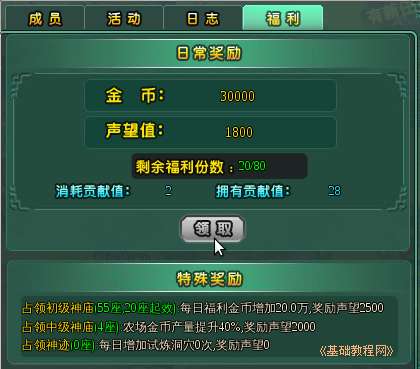 成员 活动 日志 福利
日常奖励
金币： 30000
声望值： 1800
剩余福利份数：20/80
消耗贡献值： 2 拥有贡献值： 28
领取
特殊奖励
占领初级神庙(55座,20座起效) 每日福利金币增加20.0万,奖励声望2500
占领中级神庙(4座) 农场金币产量提升40%,奖励声望2000
占领神迹(0座) 每日增加试炼洞穴0次,奖励声望0
《基础教程网》